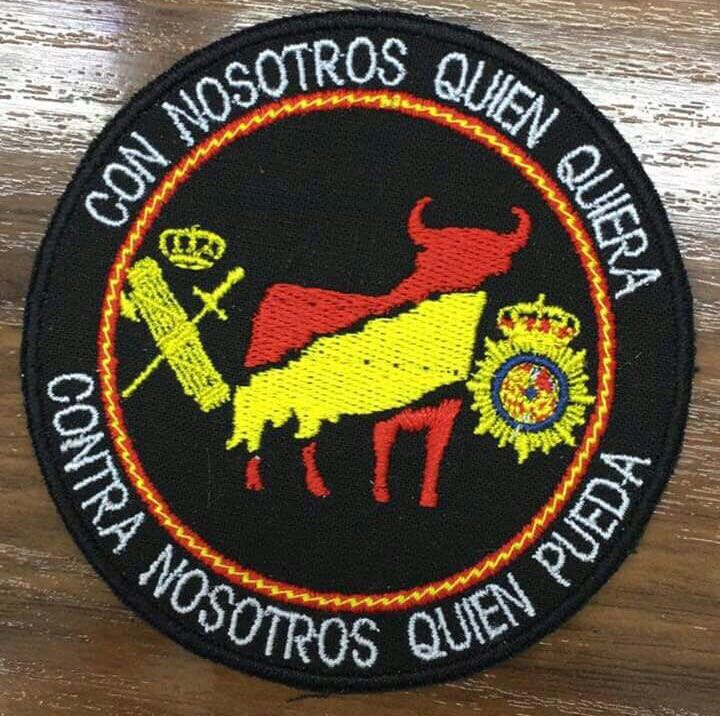 CON NOSOTROS QUIEN QUIERA
CONTRA NOSOTROS QUIEN PUEDA